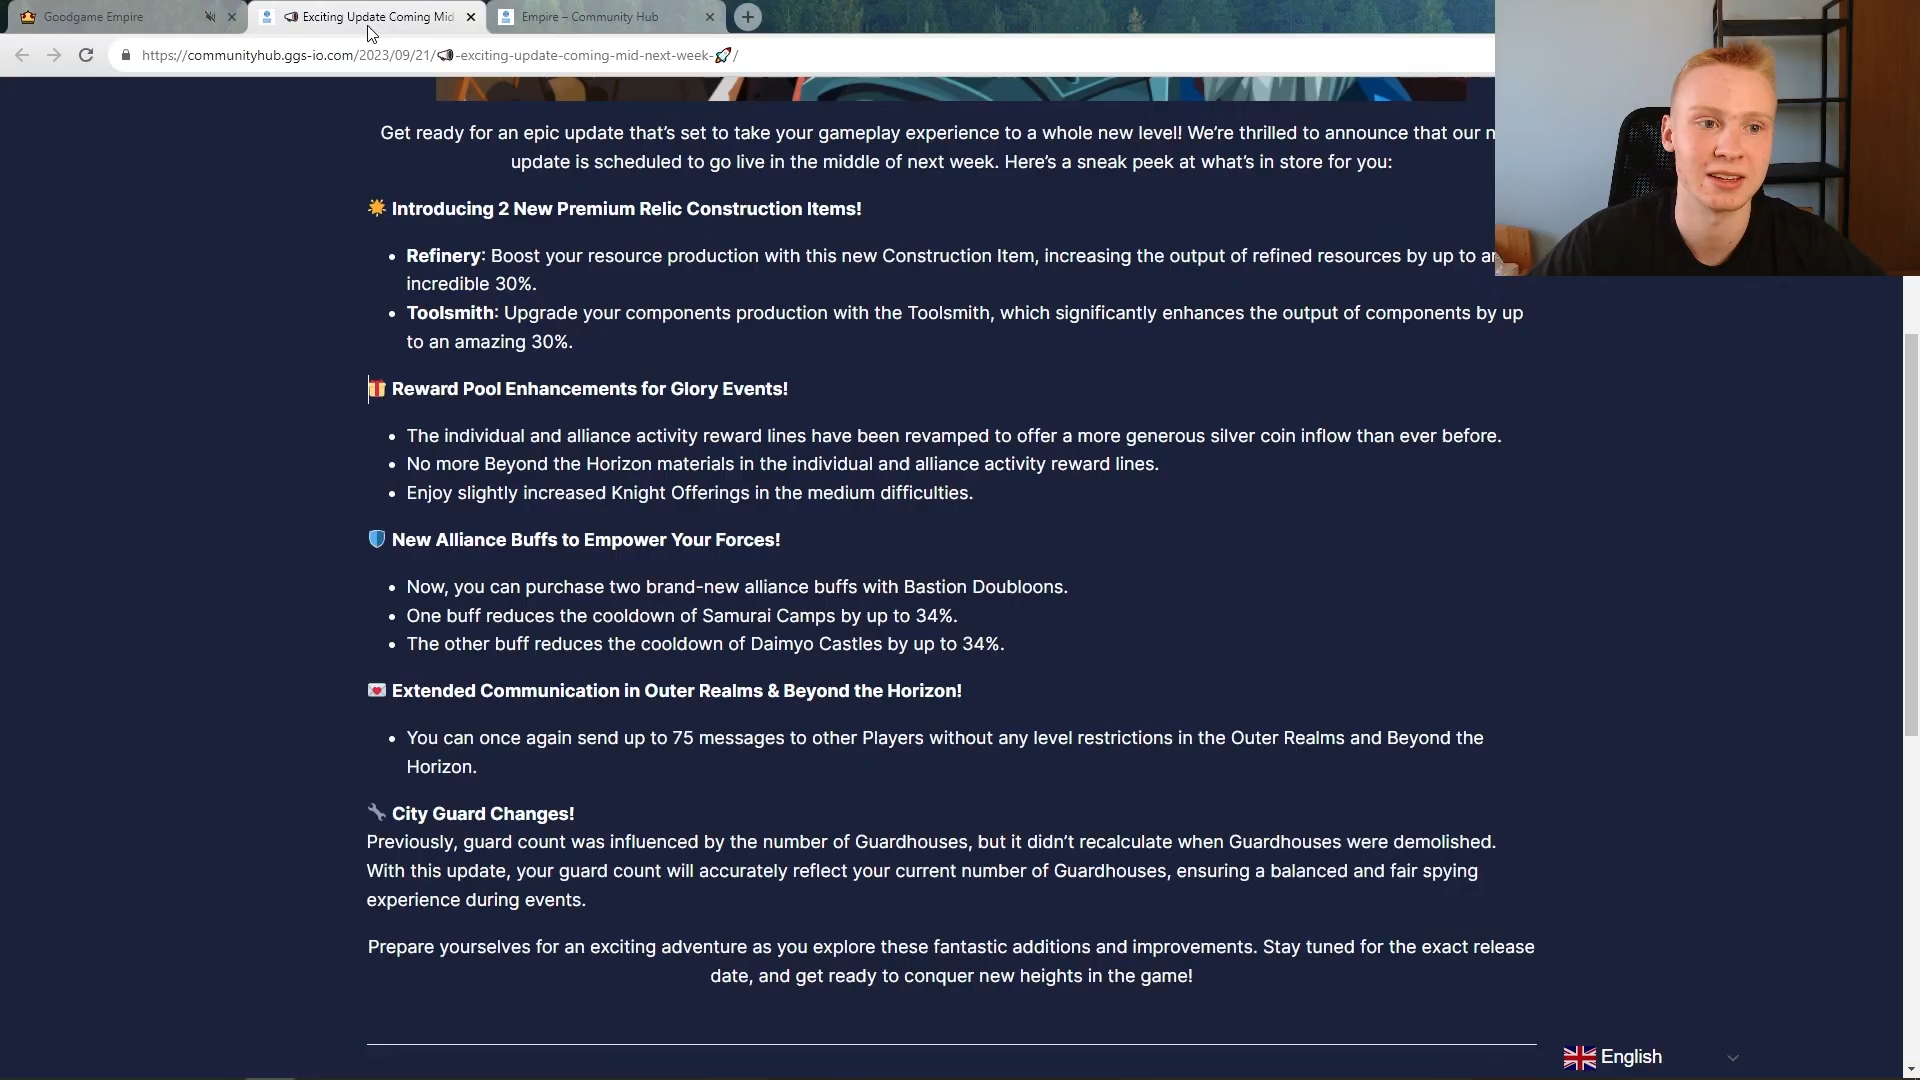 Goodgame Empire
Exciting Update Coming Mid
Empire – Community Hub
https://communityhub.ggs-io.com/2023/09/21/📢-exciting-update-coming-mid-next-week-🚀/
Get ready for an epic update that's set to take your gameplay experience to a whole new level! We're thrilled to announce that our
update is scheduled to go live in the middle of next week. Here's a sneak peek at what's in store for you:
🌟 Introducing 2 New Premium Relic Construction Items!
• Refinery: Boost your resource production with this new Construction Item, increasing the output of refined resources by up to an
incredible 30%.
• Toolsmith: Upgrade your components production with the Toolsmith, which significantly enhances the output of components by up
to an amazing 30%.
🎁 Reward Pool Enhancements for Glory Events!
• The individual and alliance activity reward lines have been revamped to offer a more generous silver coin inflow than ever before.
• No more Beyond the Horizon materials in the individual and alliance activity reward lines.
• Enjoy slightly increased Knight Offerings in the medium difficulties.
🛡️ New Alliance Buffs to Empower Your Forces!
• Now, you can purchase two brand-new alliance buffs with Bastion Doubloons.
• One buff reduces the cooldown of Samurai Camps by up to 34%.
• The other buff reduces the cooldown of Daimyo Castles by up to 34%.
💌 Extended Communication in Outer Realms & Beyond the Horizon!
• You can once again send up to 75 messages to other Players without any level restrictions in the Outer Realms and Beyond the
Horizon.
🔧 City Guard Changes!
Previously, guard count was influenced by the number of Guardhouses, but it didn't recalculate when Guardhouses were demolished.
With this update, your guard count will accurately reflect your current number of Guardhouses, ensuring a balanced and fair spying
experience during events.
Prepare yourselves for an exciting adventure as you explore these fantastic additions and improvements. Stay tuned for the exact release
date, and get ready to conquer new heights in the game!
English